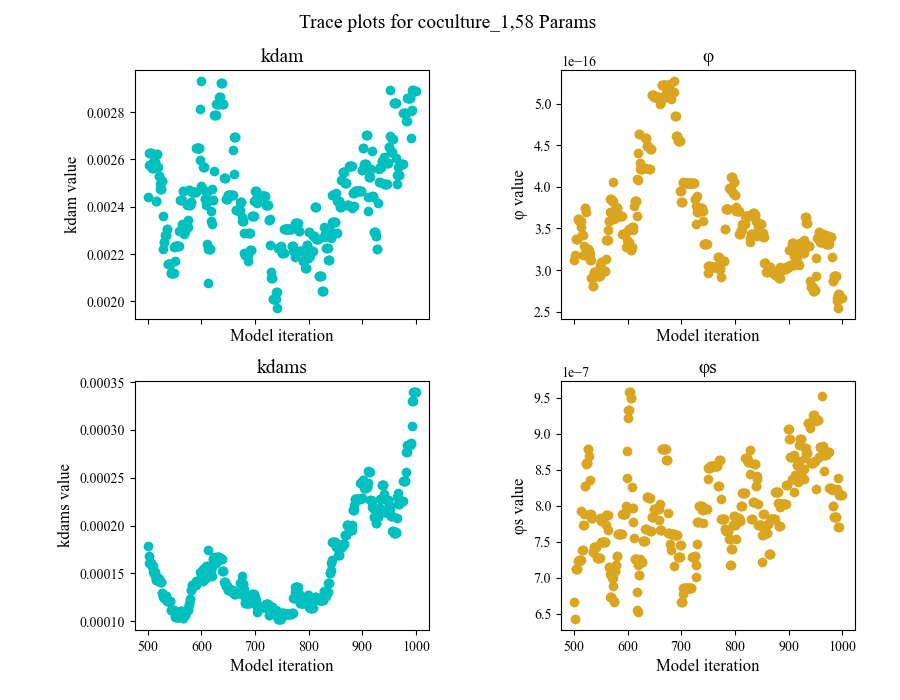 Trace plots for coculture_1,58 Params
kdam
kdam value
0.0028
0.0026
0.0024
0.0022
0.0020
Model iteration
φ
1e−16
φ value
5.0
4.5
4.0
3.5
3.0
2.5
Model iteration
kdams
kdams value
0.00035
0.00030
0.00025
0.00020
0.00015
0.00010
500 600 700 800 900 1000
Model iteration
φs
1e−7
φs value
9.5
9.0
8.5
8.0
7.5
7.0
6.5
500 600 700 800 900 1000
Model iteration